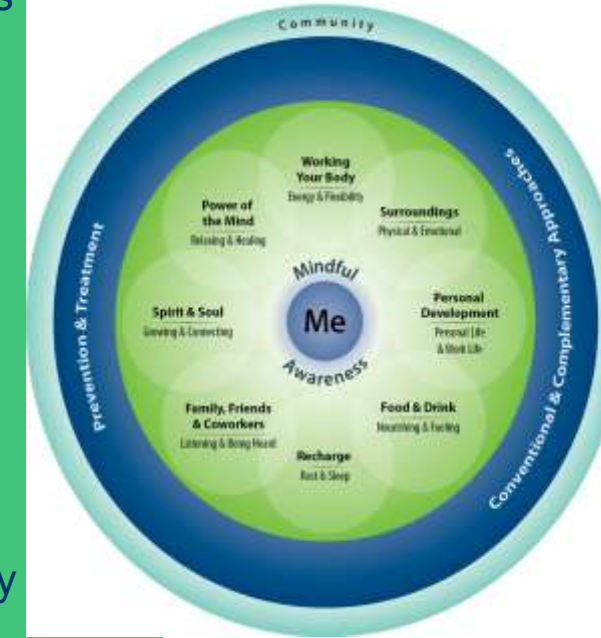 s
Community
Prevention & Treatment
Conventional & Complementary Approaches
Working
Your Body
Energy & Flexibility
Surroundings
Physical & Emotional
Personal
Development
Personal Life
& Work Life
Food & Drink
Nourishing & Fueling
Recharge
Rest & Sleep
Family, Friends
& Coworkers
Listening & Being Heard
Spirit & Soul
Growing & Connecting
Power of
the Mind
Relaxing & Healing
Mindful
Me
Awareness
y